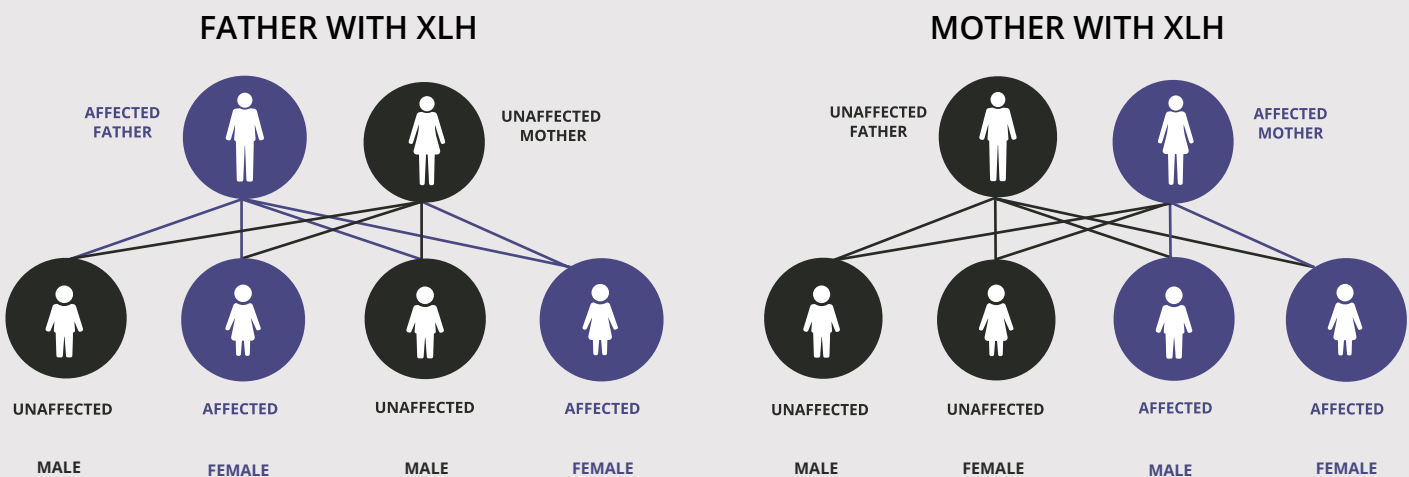 FATHER WITH XLH
AFFECTED
FATHER
UNAFFECTED
MOTHER
UNAFFECTED
AFFECTED
UNAFFECTED
AFFECTED
MALE
FEMALE
MALE
FEMALE
MOTHER WITH XLH
UNAFFECTED
FATHER
AFFECTED
MOTHER
UNAFFECTED
UNAFFECTED
AFFECTED
AFFECTED
MALE
FEMALE
MALE
FEMALE